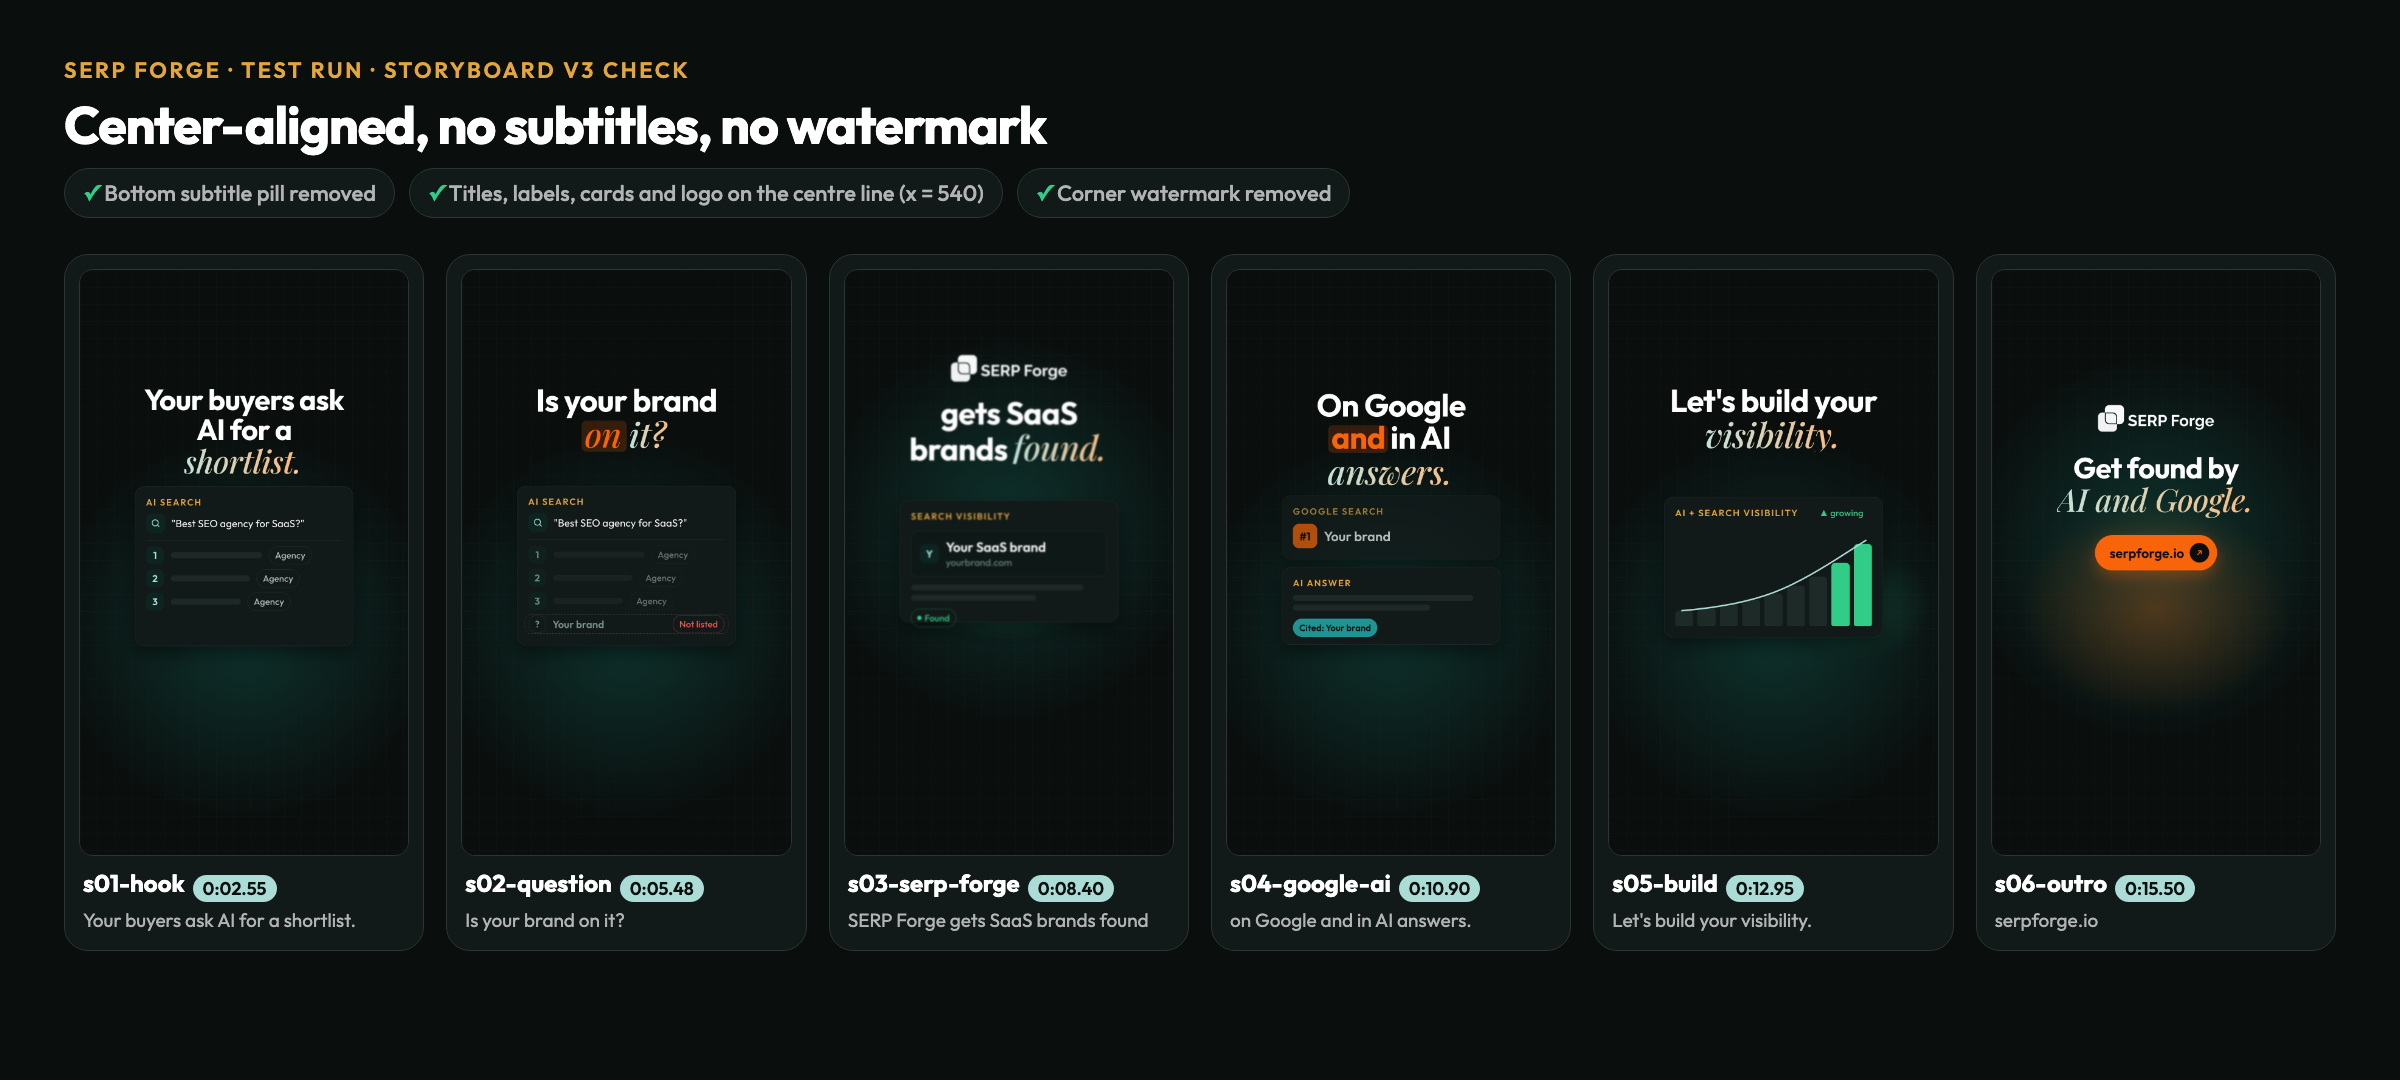 SERP FORGE · TEST RUN · STORYBOARD V3 CHECK
Center-aligned, no subtitles, no watermark
✓Bottom subtitle pill removed
✓Titles, labels, cards and logo on the centre line (x = 540)
✓Corner watermark removed
Your buyers ask
AI for a
shortlist.
AI SEARCH
"Best SEO agency for SaaS?"
1 Agency
2 Agency
3 Agency
s01-hook 0:02.55
Your buyers ask AI for a shortlist.
Is your brand
on it?
AI SEARCH
"Best SEO agency for SaaS?"
1 Agency
2 Agency
3 Agency
? Your brand Not listed
s02-question 0:05.48
Is your brand on it?
SERP Forge
gets SaaS
brands found.
SEARCH VISIBILITY
Y Your SaaS brand
yourbrand.com
Found
s03-serp-forge 0:08.40
SERP Forge gets SaaS brands found
On Google
and in AI
answers.
GOOGLE SEARCH
#1 Your brand
AI ANSWER
Cited: Your brand
s04-google-ai 0:10.90
on Google and in AI answers.
Let's build your
visibility.
AI + SEARCH VISIBILITY ▲ growing
s05-build 0:12.95
Let's build your visibility.
SERP Forge
Get found by
AI and Google.
serpforge.io
s06-outro 0:15.50
serpforge.io